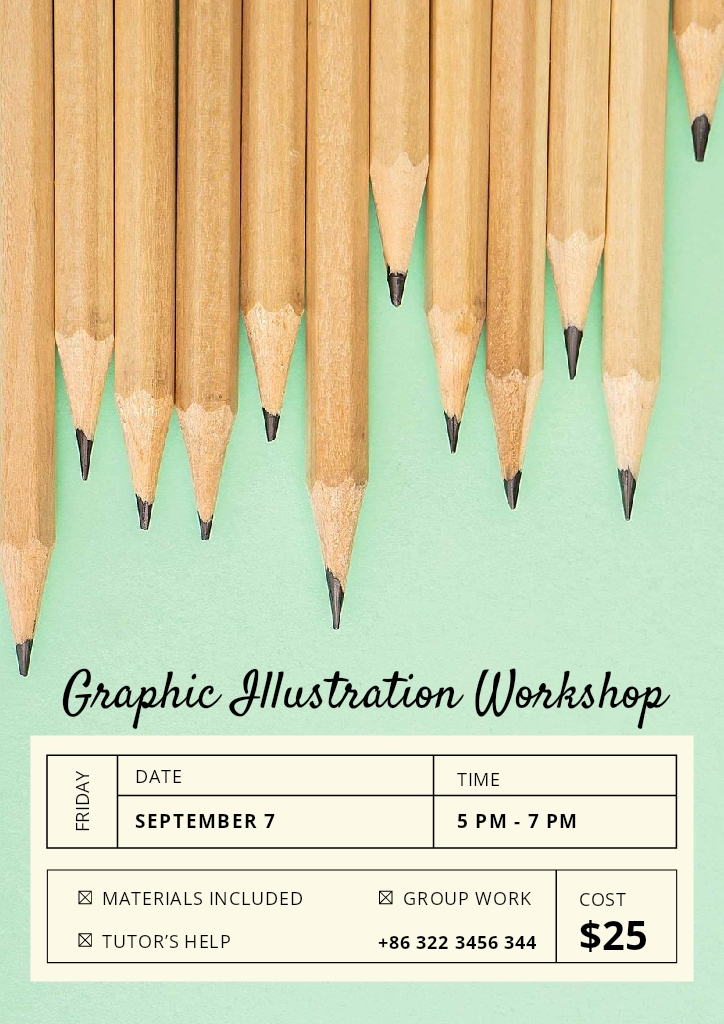 Graphic Illustration Workshop
FRIDAY
DATE
SEPTEMBER 7
TIME
5 PM - 7 PM
☒ MATERIALS INCLUDED
☒ GROUP WORK
☒ TUTOR’S HELP
+86 322 3456 344
COST
$25